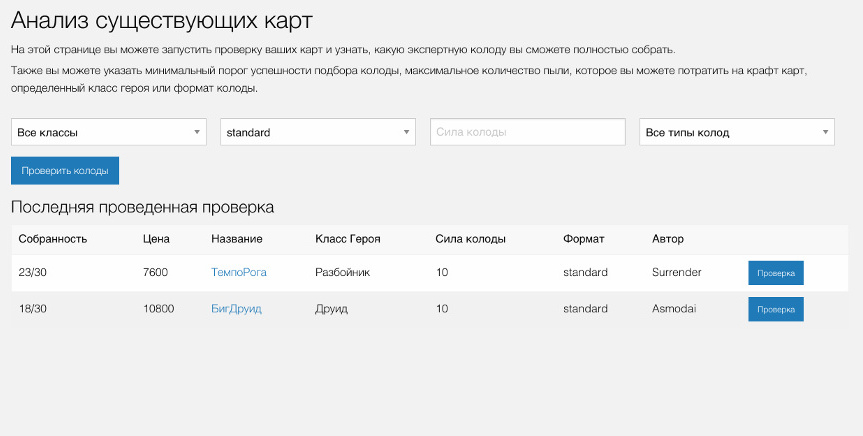 Анализ существующих карт
На этой странице вы можете запустить проверку ваших карт и узнать, какую экспертную колоду вы сможете полностью собрать.
Также вы можете указать минимальный порог успешности подбора колоды, максимальное количество пыли, которое вы можете потратить на крафт карт,
определенный класс героя или формат колоды.
Все классы standard Сила колоды Все типы колод
Проверить колоды
Последняя проведенная проверка
Собранность Цена Название Класс Героя Сила колоды Формат Автор
23/30 7600 ТемпоРога Разбойник 10 standard Surrender Проверка
18/30 10800 БигДруид Друид 10 standard Asmodai Проверка